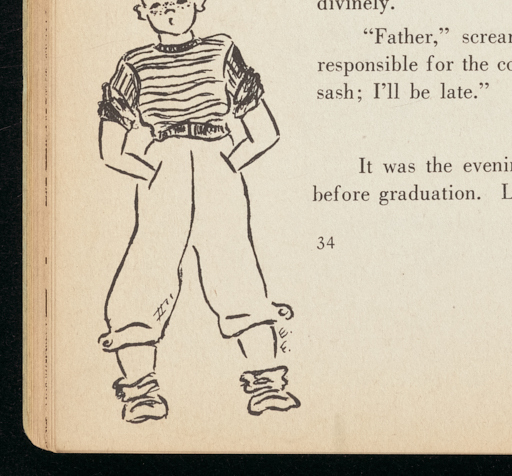 divinely.
“Father,” screa
responsible for the co
sash; I’ll be late.”
It was the evenin
before graduation. L
34
E.
F.